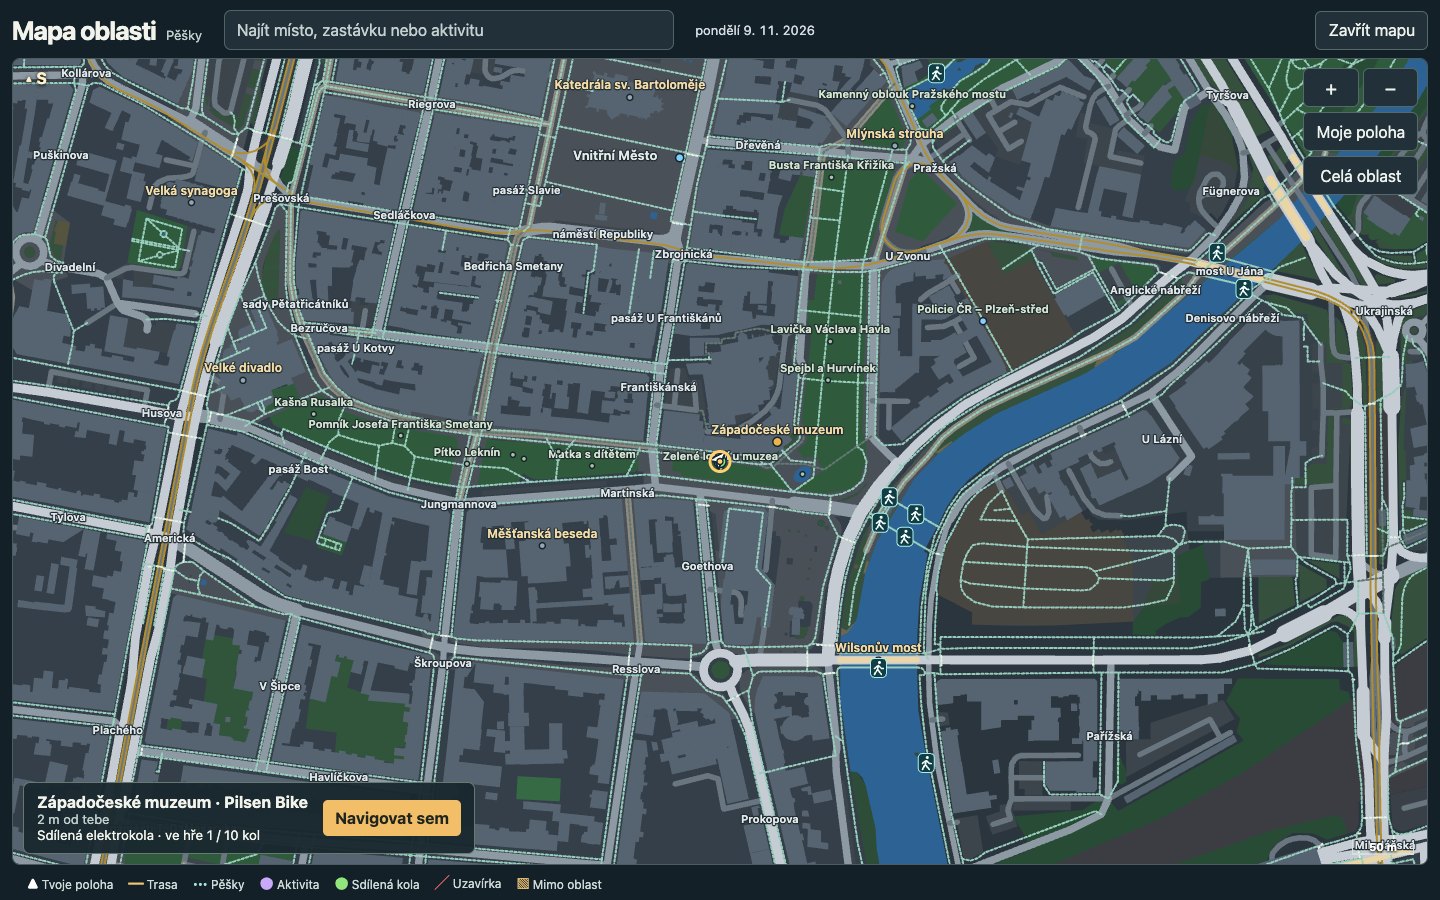 Mapa oblasti Pěšky
Najít místo, zastávku nebo aktivitu
pondělí 9. 11. 2026
Zavřít mapu
▲ S
+
−
Moje poloha
Celá oblast
Kollárova
Katedrála sv. Bartoloměje
Riegrova
Kamenný oblouk Pražského mostu
Tyršova
Mlýnská strouha
Dřevěná
Puškinova
Vnitřní Město
Busta Františka Křižíka
Pražská
Velká synagoga
pasáž Slavie
Fügnerova
Prešovská
Sedláčkova
náměstí Republiky
Zbrojnická
U Zvonu
Divadelní
Bedřicha Smetany
most U Jána
Anglické nábřeží
sady Pětatřicátníků
Policie ČR – Plzeň-střed
Ukrajinská
pasáž U Františkánů
Denisovo nábřeží
Bezručova
Lavička Václava Havla
pasáž U Kotvy
Velké divadlo
Spejbl a Hurvínek
Františkánská
Kašna Rusalka
Husova
Pomník Josefa Františka Smetany
Západočeské muzeum
U Lázní
Pítko Leknín
Matka s dítětem
muzea
pasáž Bost
Martinská
Jungmannova
Tylova
Měšťanská beseda
Americká
Goethova
Wilsonův most
Škroupova
Resslova
V Šipce
Plachého
Pařížská
Havlíčkova
Prokopova
50 m
Západočeské muzeum · Pilsen Bike
2 m od tebe
Sdílená elektrokola · ve hře 1 / 10 kol
Navigovat sem
Tvoje poloha
Trasa
Pěšky
Aktivita
Sdílená kola
Uzavírka
Mimo oblast